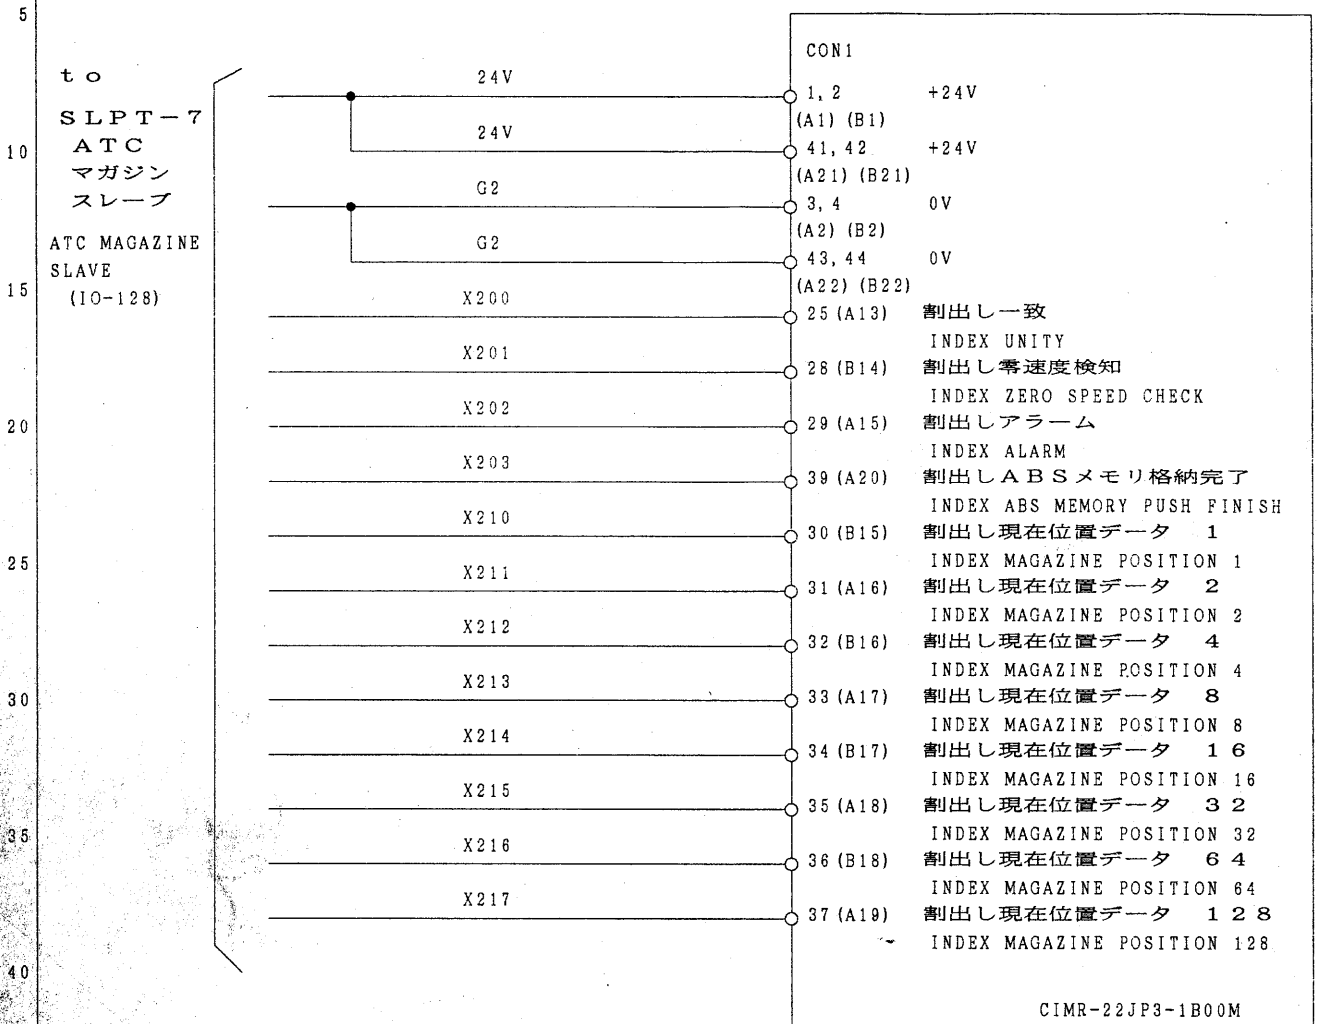 5
CON1
to
24V
1, 2 +24V
SLPT-7
(A1) (B1)
24V
10
ATC
41, 42 +24V
マガジン
(A21) (B21)
G2
スレーブ
3, 4 0V
(A2) (B2)
ATC MAGAZINE
G2
43, 44 0V
SLAVE
(A22) (B22)
15
(IO-128)
X200
25 (A13) 割出し一致
INDEX UNITY
X201
28 (B14) 割出し零速度検知
INDEX ZERO SPEED CHECK
X202
20
29 (A15) 割出しアラーム
INDEX ALARM
X203
39 (A20) 割出しABSメモリ格納完了
INDEX ABS MEMORY PUSH FINISH
X210
30 (B15) 割出し現在位置データ 1
INDEX MAGAZINE POSITION 1
25
X211
31 (A16) 割出し現在位置データ 2
INDEX MAGAZINE POSITION 2
X212
32 (B16) 割出し現在位置データ 4
INDEX MAGAZINE POSITION 4
X213
30
33 (A17) 割出し現在位置データ 8
INDEX MAGAZINE POSITION 8
X214
34 (B17) 割出し現在位置データ 16
INDEX MAGAZINE POSITION 16
X215
35 (A18) 割出し現在位置データ 32
INDEX MAGAZINE POSITION 32
35
X216
36 (B18) 割出し現在位置データ 64
INDEX MAGAZINE POSITION 64
X217
37 (A19) 割出し現在位置データ 128
INDEX MAGAZINE POSITION 128
40
CIMR-22JP3-1B00M